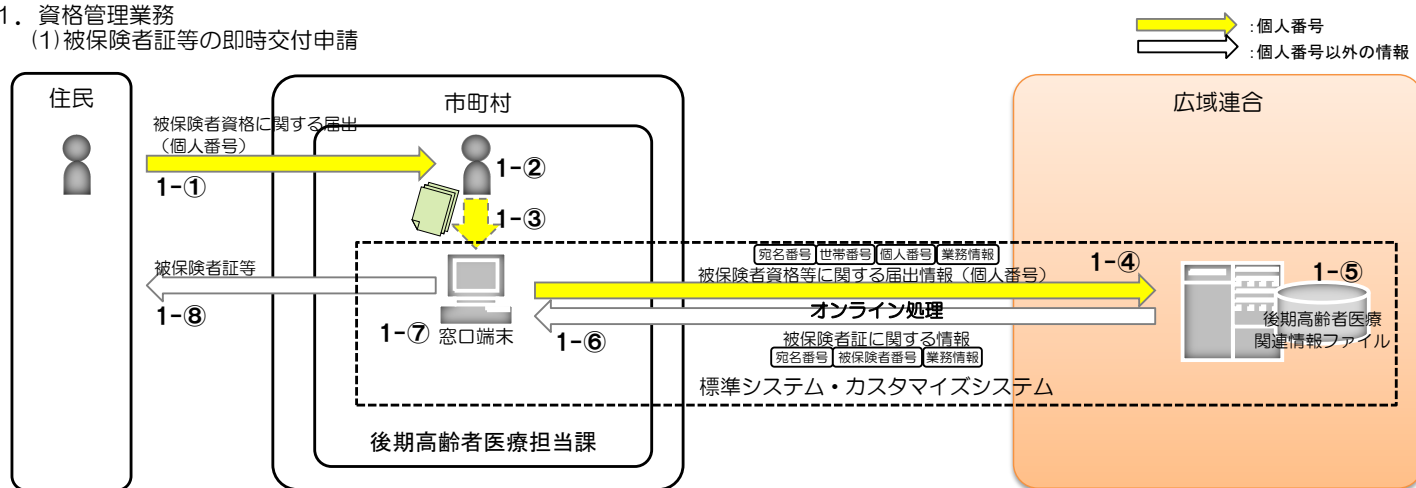 1．資格管理業務
(1)被保険者証等の即時交付申請
:個人番号
:個人番号以外の情報
住民
市町村
広域連合
被保険者資格に関する届出
（個人番号）
1-①
1-②
1-③
宛名番号 世帯番号 個人番号 業務情報
被保険者資格等に関する届出情報（個人番号）
1-④
1-⑤
被保険者証等
1-⑧
1-⑦ 窓口端末
オンライン処理
1-⑥
被保険者証に関する情報
宛名番号 被保険者番号 業務情報
後期高齢者医療
関連情報ファイル
標準システム・カスタマイズシステム
後期高齢者医療担当課